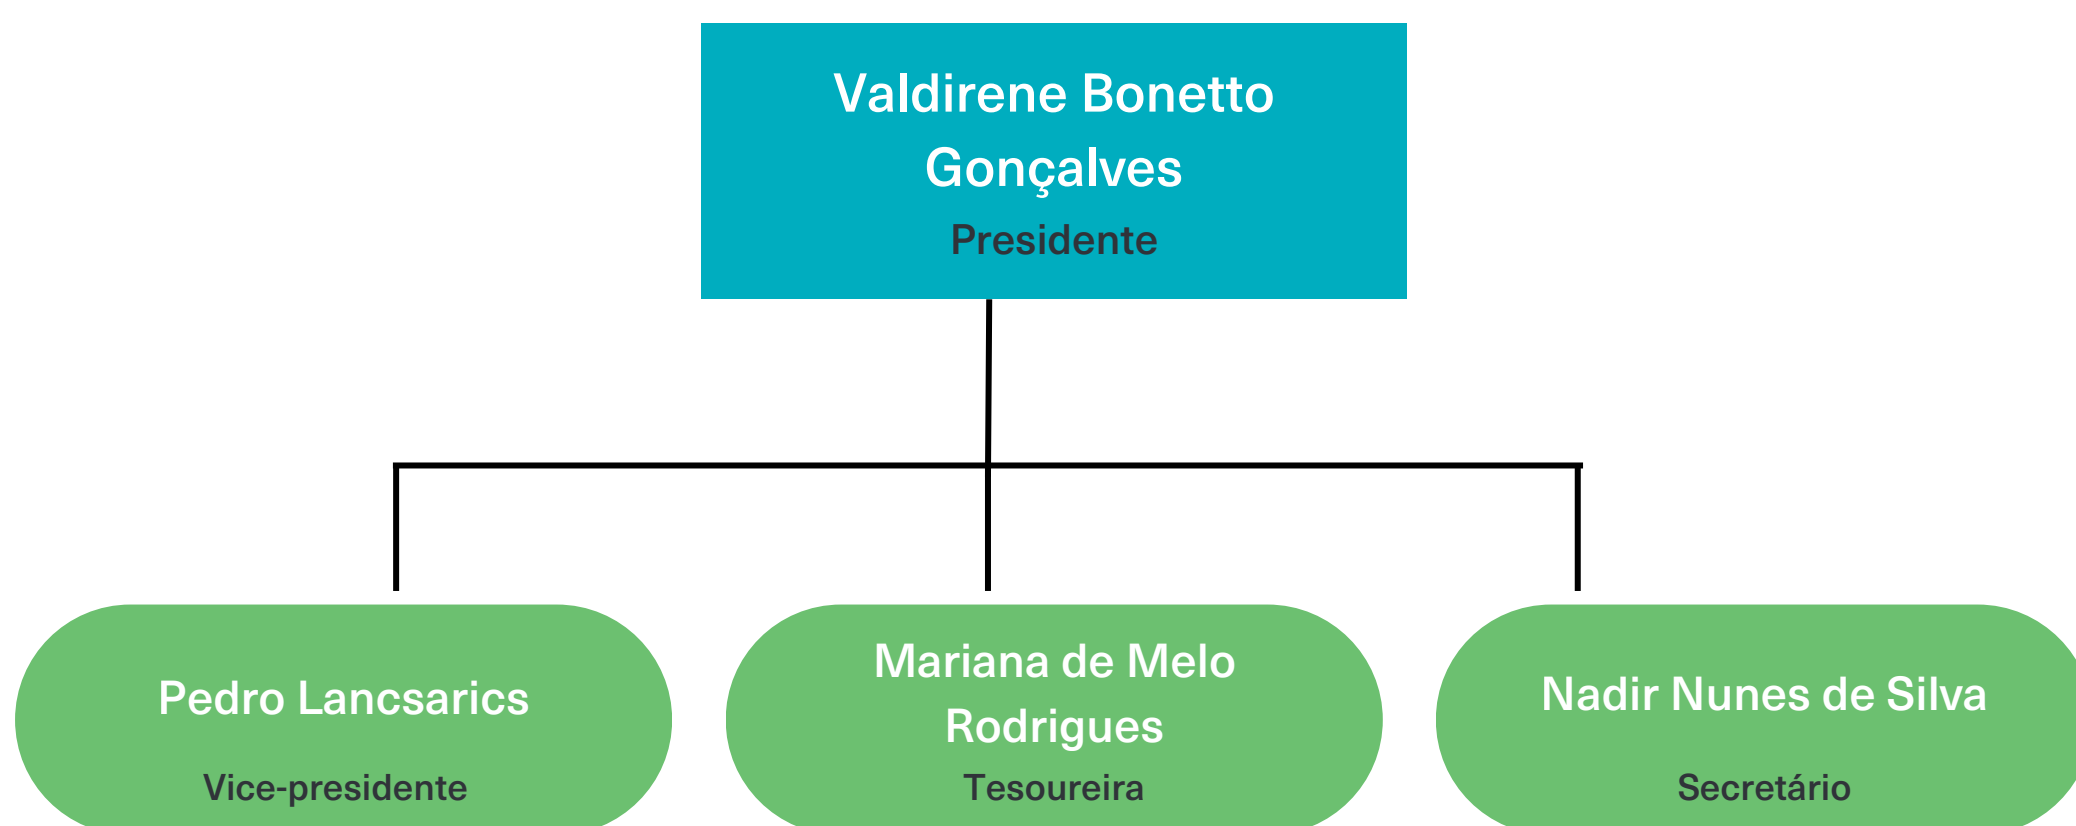 Valdirene Bonetto
Gonçalves
Presidente
Pedro Lancsarics
Vice-presidente
Mariana de Melo
Rodrigues
Tesoureira
Nadir Nunes de Silva
Secretário